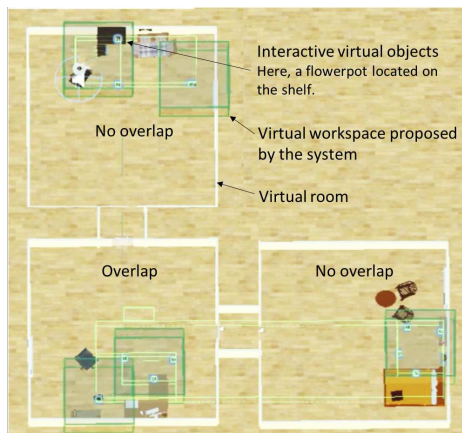 Interactive virtual objects
Here, a flowerpot located on
the shelf.
No overlap
Virtual workspace proposed
by the system
Virtual room
Overlap
No overlap